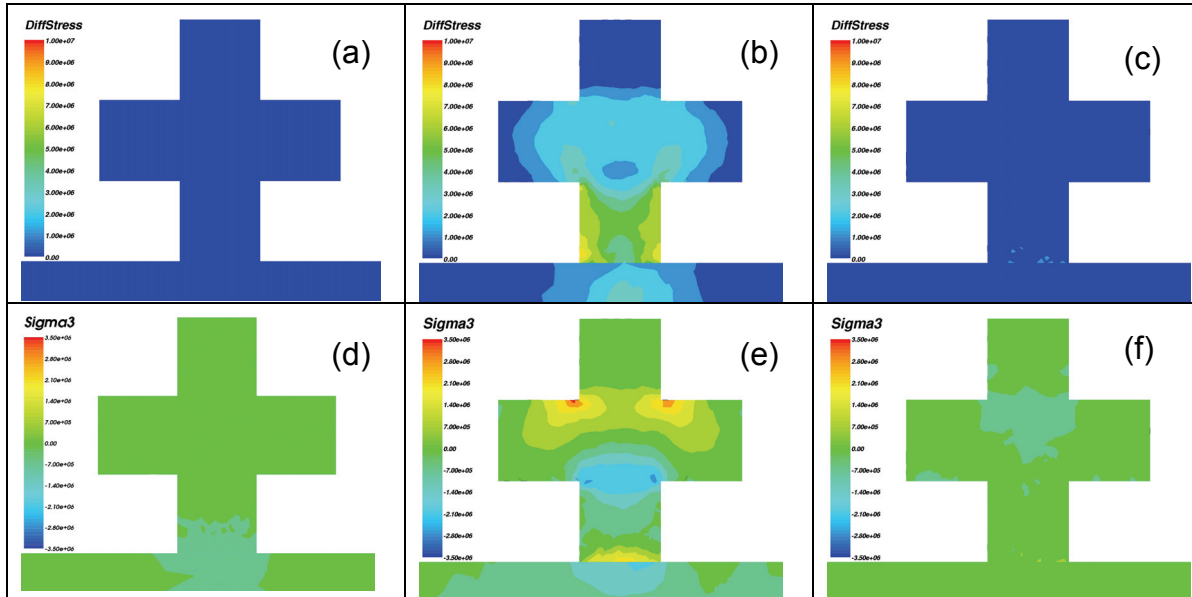 DiffStress
(a)
1.00e+07
9.00e+06
8.00e+06
7.00e+06
6.00e+06
5.00e+06
4.00e+06
3.00e+06
2.00e+06
1.00e+06
0.00
DiffStress
(b)
1.00e+07
9.00e+06
8.00e+06
7.00e+06
6.00e+06
5.00e+06
4.00e+06
3.00e+06
2.00e+06
1.00e+06
0.00
DiffStress
(c)
1.00e+07
9.00e+06
8.00e+06
7.00e+06
6.00e+06
5.00e+06
4.00e+06
3.00e+06
2.00e+06
1.00e+06
0.00
Sigma3
(d)
3.50e+06
2.80e+06
2.10e+06
1.40e+06
7.00e+05
0.00
-7.00e+05
-1.40e+06
-2.10e+06
-2.80e+06
-3.50e+06
Sigma3
(e)
3.50e+06
2.80e+06
2.10e+06
1.40e+06
7.00e+05
0.00
-7.00e+05
-1.40e+06
-2.10e+06
-2.80e+06
-3.50e+06
Sigma3
(f)
3.50e+06
2.80e+06
2.10e+06
1.40e+06
7.00e+05
0.00
-7.00e+05
-1.40e+06
-2.10e+06
-2.80e+06
-3.50e+06